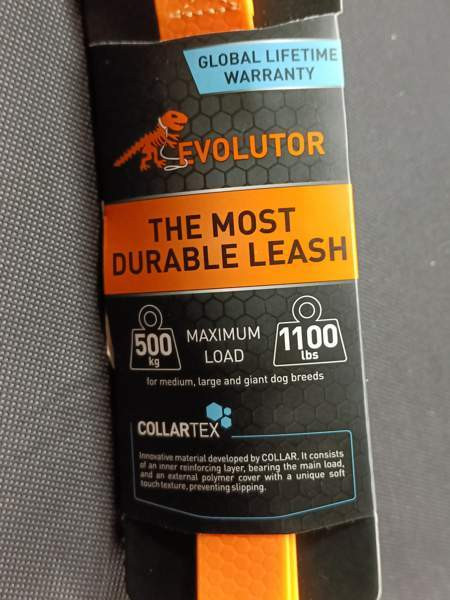 GLOBAL LIFETIME
WARRANTY
EVOLUTOR
THE MOST
DURABLE LEASH
500
kg
MAXIMUM
LOAD
1100
lbs
for medium, large and giant dog breeds
COLLARTEX
Innovative material developed by COLLAR. It consists
of an inner reinforcing layer, bearing the main load,
and an external polymer cover with a unique soft
touch texture, preventing slipping.